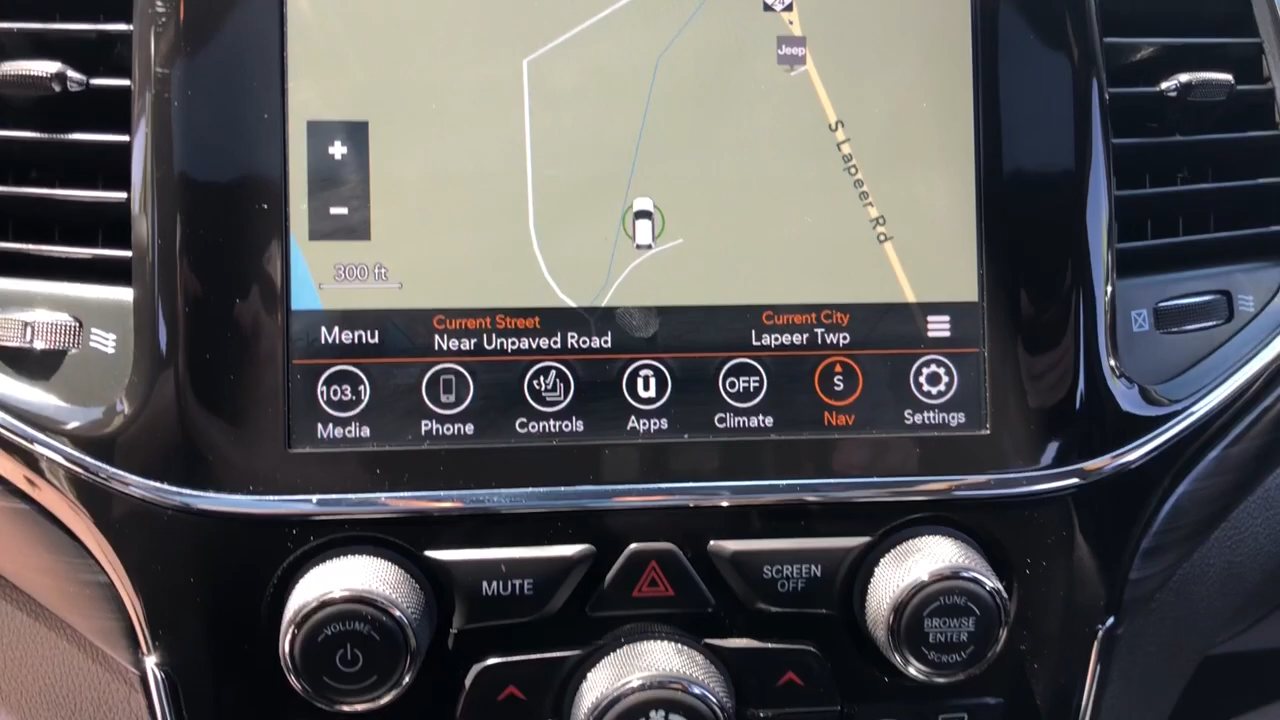 24
Jeep
S Lapeer Rd
+
-
300 ft
Menu
Current Street
Near Unpaved Road
Current City
Lapeer Twp
103.1
Media
Phone
Controls
û
Apps
OFF
Climate
S
Nav
Settings
MUTE
SCREEN
OFF
VOLUME
TUNE
BROWSE
ENTER
SCROLL